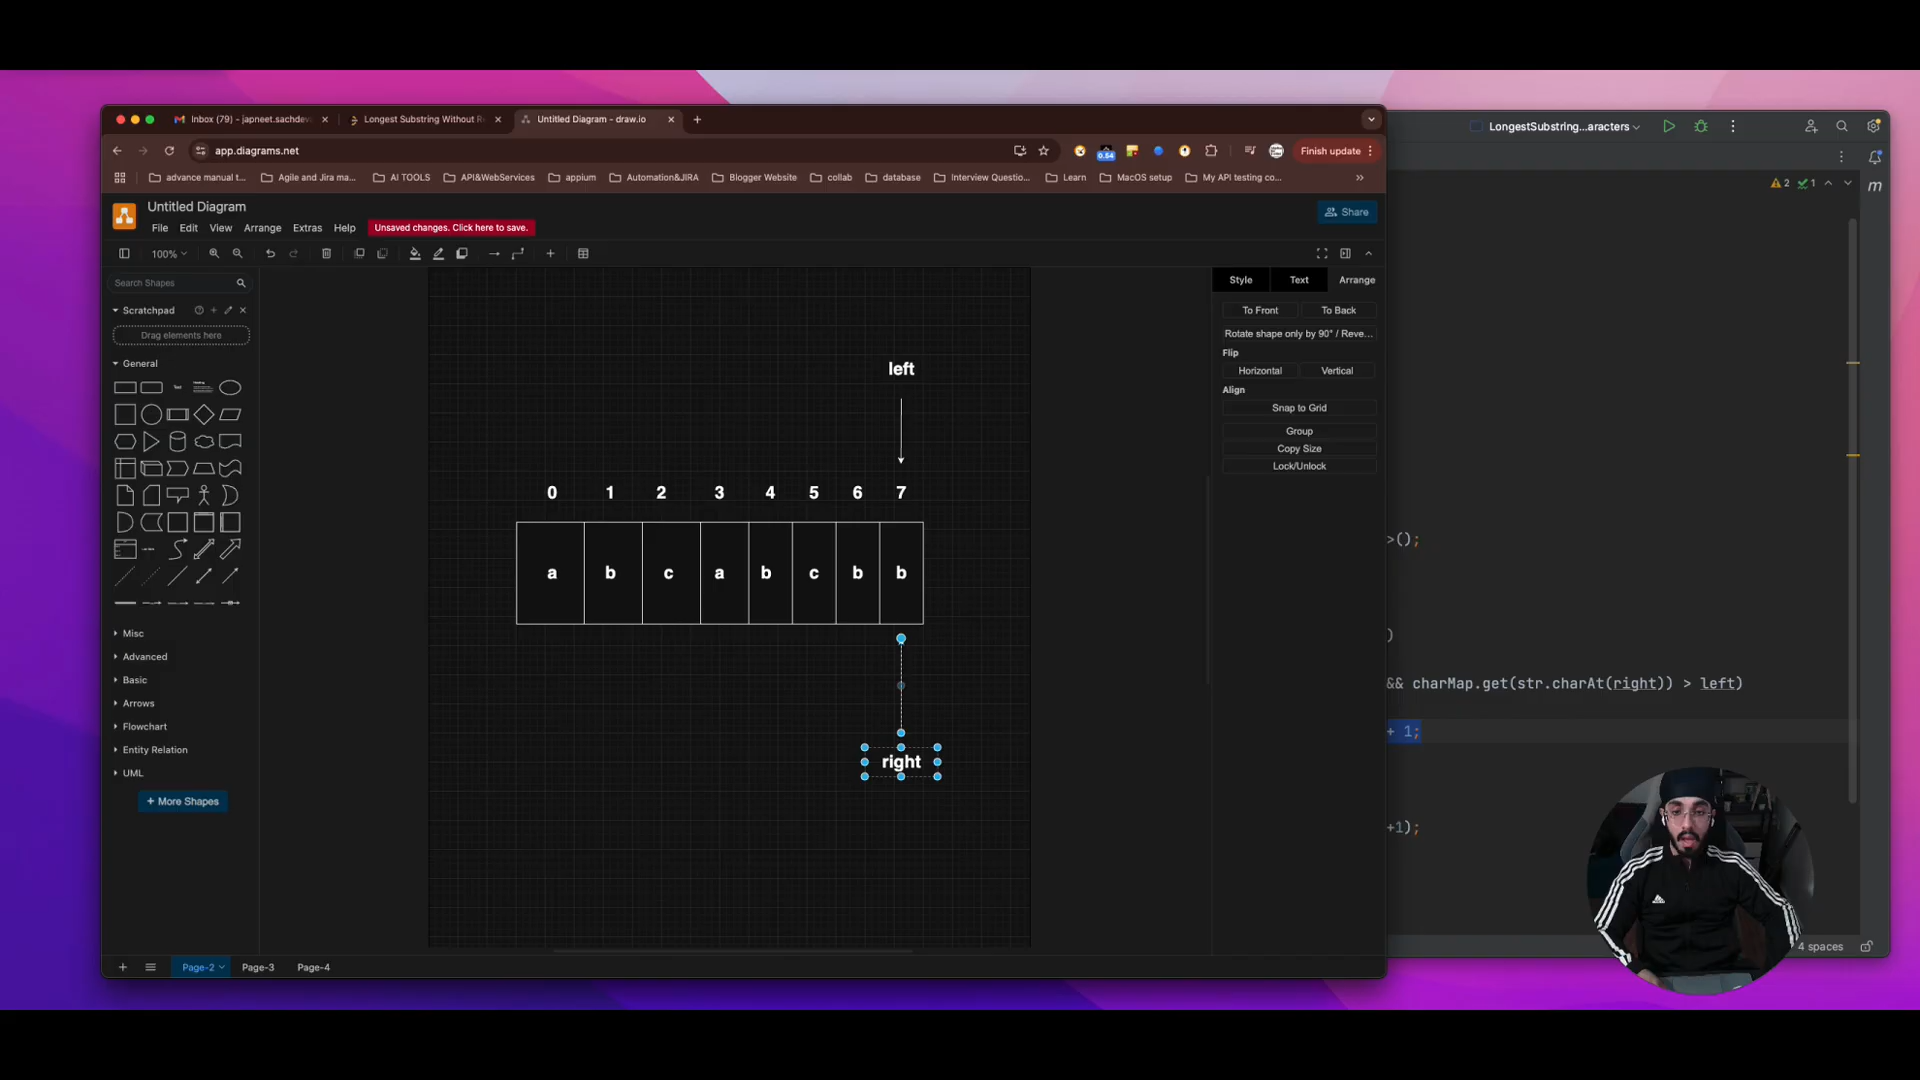 Inbox (79) - japneet.sachdev
Longest Substring Without R
Untitled Diagram - draw.io
LongestSubstring...aracters
app.diagrams.net
0.54
Finish update
advance manual t...
Agile and Jira ma...
AI TOOLS
API&WebServices
appium
Automation&JIRA
Blogger Website
collab
database
Interview Questio...
Learn
MacOS setup
My API testing co...
2
1
m
Untitled Diagram
Share
File
Edit
View
Arrange
Extras
Help
Unsaved changes. Click here to save.
100%
Search Shapes
Scratchpad
Drag elements here
General
Text
Misc
Advanced
Basic
Arrows
Flowchart
Entity Relation
UML
+ More Shapes
left
0 1 2 3 4 5 6 7
a b c a b c b b
right
Style
Text
Arrange
To Front
To Back
Rotate shape only by 90° / Reve...
Flip
Horizontal
Vertical
Align
Snap to Grid
Group
Copy Size
Lock/Unlock
>();
)
&& charMap.get(str.charAt(right)) > left)
+ 1;
+1);
4 spaces
Page-2
Page-3
Page-4